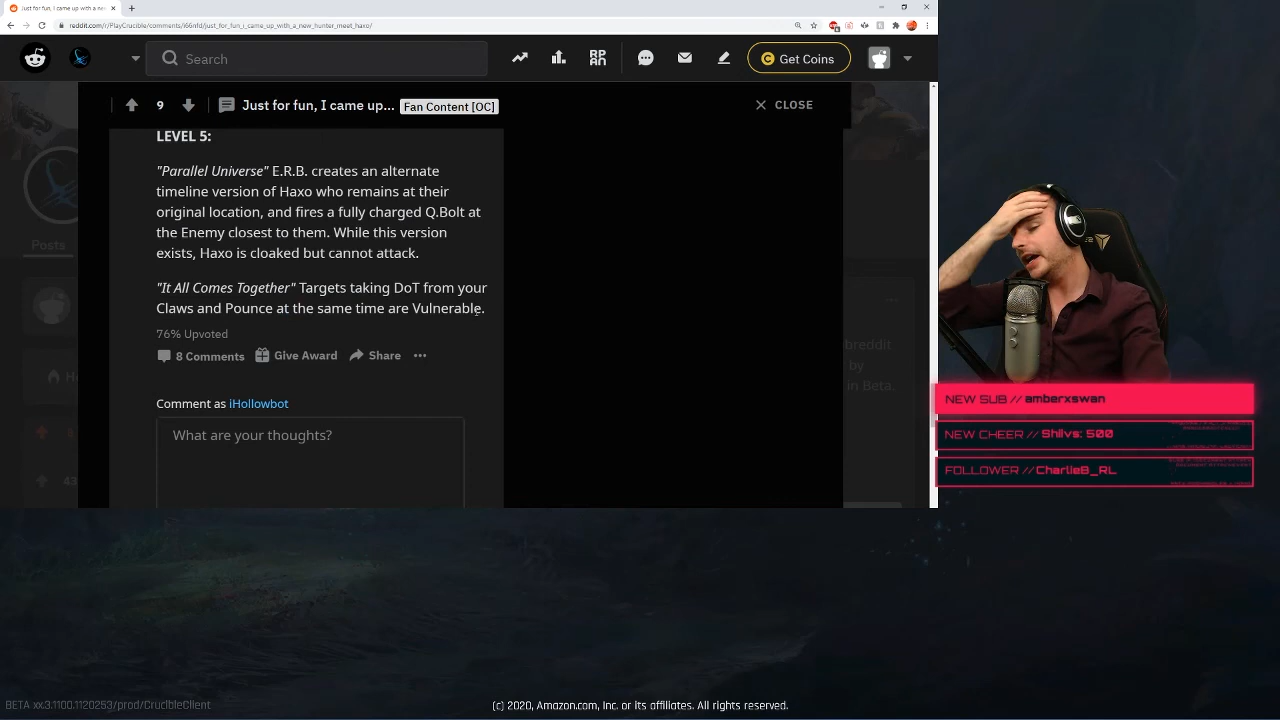 Just for fun, I came up with a new
reddit.com/r/PlayCrucible/comments/i66nfd/just_for_fun_i_came_up_with_a_new_hunter_meet_haxo/
Search
Get Coins
9
Just for fun, I came up...
Fan Content [OC]
CLOSE
LEVEL 5:
"Parallel Universe" E.R.B. creates an alternate
timeline version of Haxo who remains at their
original location, and fires a fully charged Q.Bolt at
the Enemy closest to them. While this version
exists, Haxo is cloaked but cannot attack.
"It All Comes Together" Targets taking DoT from your
Claws and Pounce at the same time are Vulnerable.
76% Upvoted
8 Comments
Give Award
Share
Comment as iHollowbot
What are your thoughts?
Posts
by
in Beta.
43
NEW SUB // amberxswan
NEW CHEER // Shilvs: 500
FOLLOWER // CharlieB_RL
BETA xx.3.1100.1120253/prod/CrucibleClient
(c) 2020, Amazon.com, Inc. or its affiliates. All rights reserved.